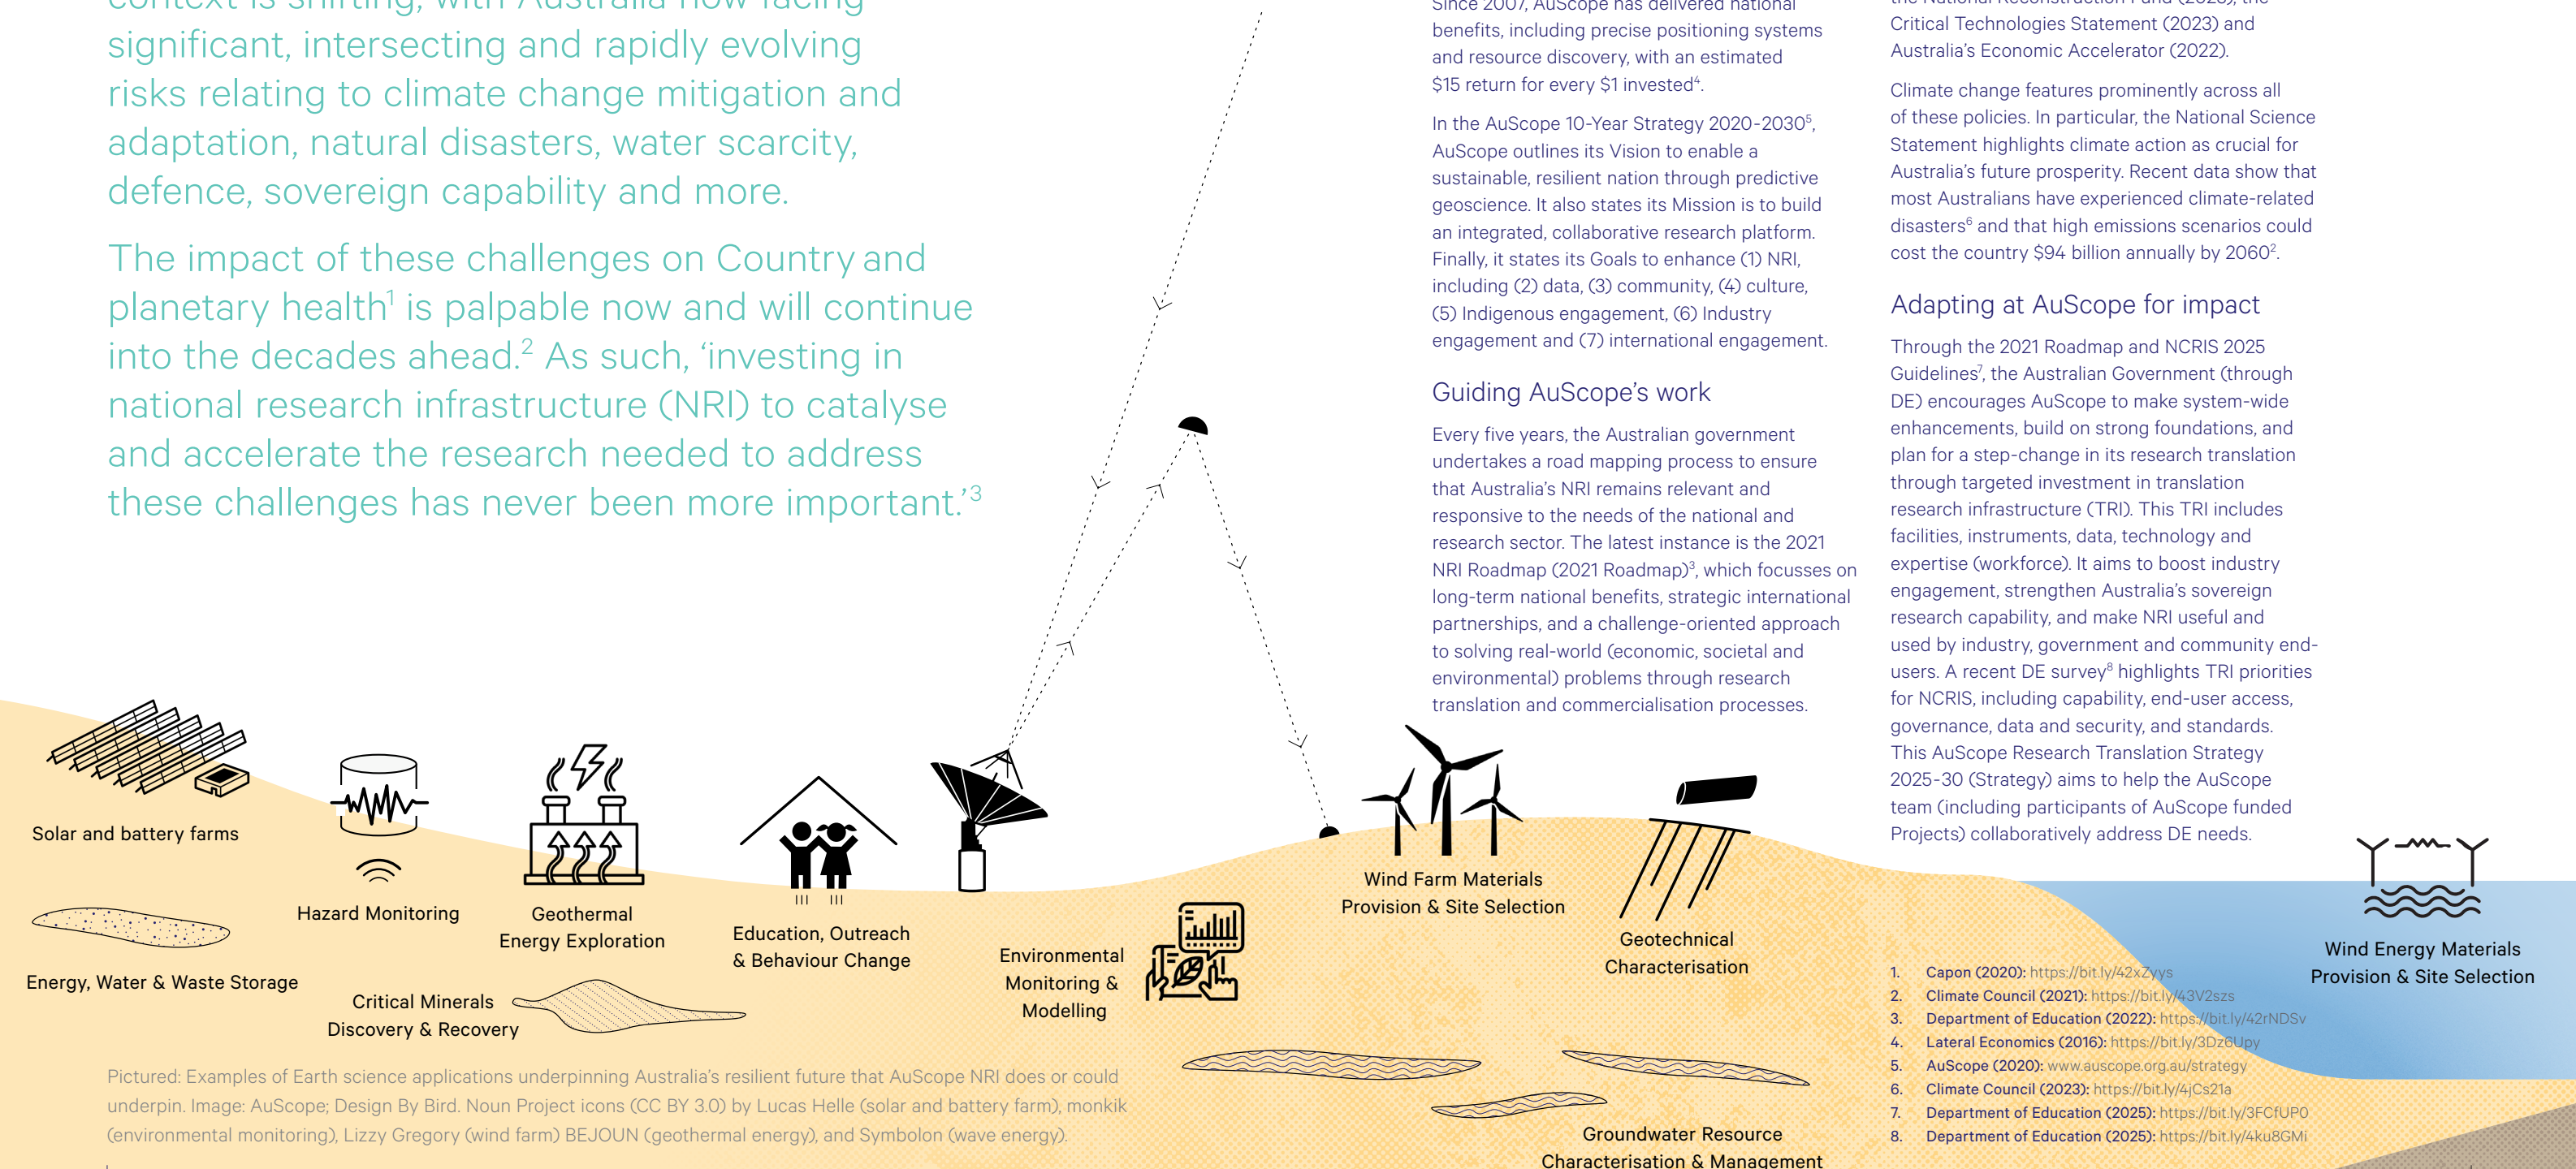 context is shifting, with Australia now facing
significant, intersecting and rapidly evolving
risks relating to climate change mitigation and
adaptation, natural disasters, water scarcity,
defence, sovereign capability and more.
The impact of these challenges on Country and
planetary health1 is palpable now and will continue
into the decades ahead.2 As such, ‘investing in
national research infrastructure (NRI) to catalyse
and accelerate the research needed to address
these challenges has never been more important.’3
Since 2007, AuScope has delivered national
benefits, including precise positioning systems
and resource discovery, with an estimated
$15 return for every $1 invested4.
In the AuScope 10-Year Strategy 2020-20305,
AuScope outlines its Vision to enable a
sustainable, resilient nation through predictive
geoscience. It also states its Mission is to build
an integrated, collaborative research platform.
Finally, it states its Goals to enhance (1) NRI,
including (2) data, (3) community, (4) culture,
(5) Indigenous engagement, (6) Industry
engagement and (7) international engagement.
Guiding AuScope’s work
Every five years, the Australian government
undertakes a road mapping process to ensure
that Australia’s NRI remains relevant and
responsive to the needs of the national and
research sector. The latest instance is the 2021
NRI Roadmap (2021 Roadmap)3, which focusses on
long-term national benefits, strategic international
partnerships, and a challenge-oriented approach
to solving real-world (economic, societal and
environmental) problems through research
translation and commercialisation processes.
the National Reconstruction Fund (2023), the
Critical Technologies Statement (2023) and
Australia’s Economic Accelerator (2022).
Climate change features prominently across all
of these policies. In particular, the National Science
Statement highlights climate action as crucial for
Australia’s future prosperity. Recent data show that
most Australians have experienced climate-related
disasters6 and that high emissions scenarios could
cost the country $94 billion annually by 20602.
Adapting at AuScope for impact
Through the 2021 Roadmap and NCRIS 2025
Guidelines7, the Australian Government (through
DE) encourages AuScope to make system-wide
enhancements, build on strong foundations, and
plan for a step-change in its research translation
through targeted investment in translation
research infrastructure (TRI). This TRI includes
facilities, instruments, data, technology and
expertise (workforce). It aims to boost industry
engagement, strengthen Australia’s sovereign
research capability, and make NRI useful and
used by industry, government and community end-
users. A recent DE survey8 highlights TRI priorities
for NCRIS, including capability, end-user access,
governance, data and security, and standards.
This AuScope Research Translation Strategy
2025-30 (Strategy) aims to help the AuScope
team (including participants of AuScope funded
Projects) collaboratively address DE needs.
Solar and battery farms
Hazard Monitoring
Geothermal
Energy Exploration
Education, Outreach
& Behaviour Change
Energy, Water & Waste Storage
Critical Minerals
Discovery & Recovery
Environmental
Monitoring &
Modelling
Wind Farm Materials
Provision & Site Selection
Geotechnical
Characterisation
Wind Energy Materials
Provision & Site Selection
Groundwater Resource
Characterisation & Management
Pictured: Examples of Earth science applications underpinning Australia’s resilient future that AuScope NRI does or could
underpin. Image: AuScope; Design By Bird. Noun Project icons (CC BY 3.0) by Lucas Helle (solar and battery farm), monkik
(environmental monitoring), Lizzy Gregory (wind farm) BEJOUN (geothermal energy), and Symbolon (wave energy).
1. Capon (2020): https://bit.ly/42xZyys
2. Climate Council (2021): https://bit.ly/43V2szs
3. Department of Education (2022): https://bit.ly/42rNDSv
4. Lateral Economics (2016): https://bit.ly/3Dz6Upy
5. AuScope (2020): www.auscope.org.au/strategy
6. Climate Council (2023): https://bit.ly/4jCs21a
7. Department of Education (2025): https://bit.ly/3FCfUP0
8. Department of Education (2025): https://bit.ly/4ku8GMi